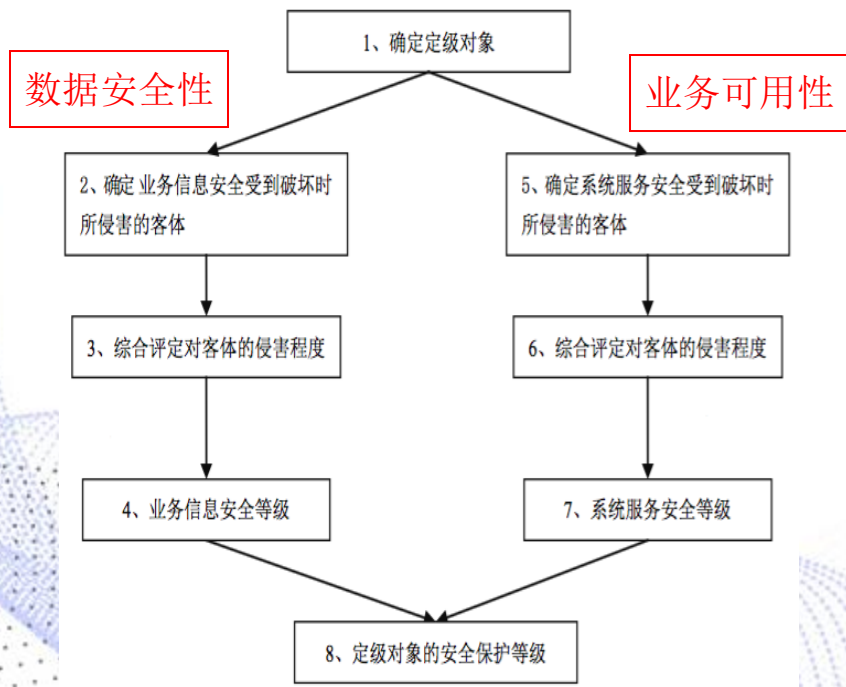 1、确定定级对象
数据安全性
业务可用性
2、确定业务信息安全受到破坏时
所侵害的客体
5、确定系统服务安全受到破坏时
所侵害的客体
3、综合评定对客体的侵害程度
6、综合评定对客体的侵害程度
4、业务信息安全等级
7、系统服务安全等级
8、定级对象的安全保护等级